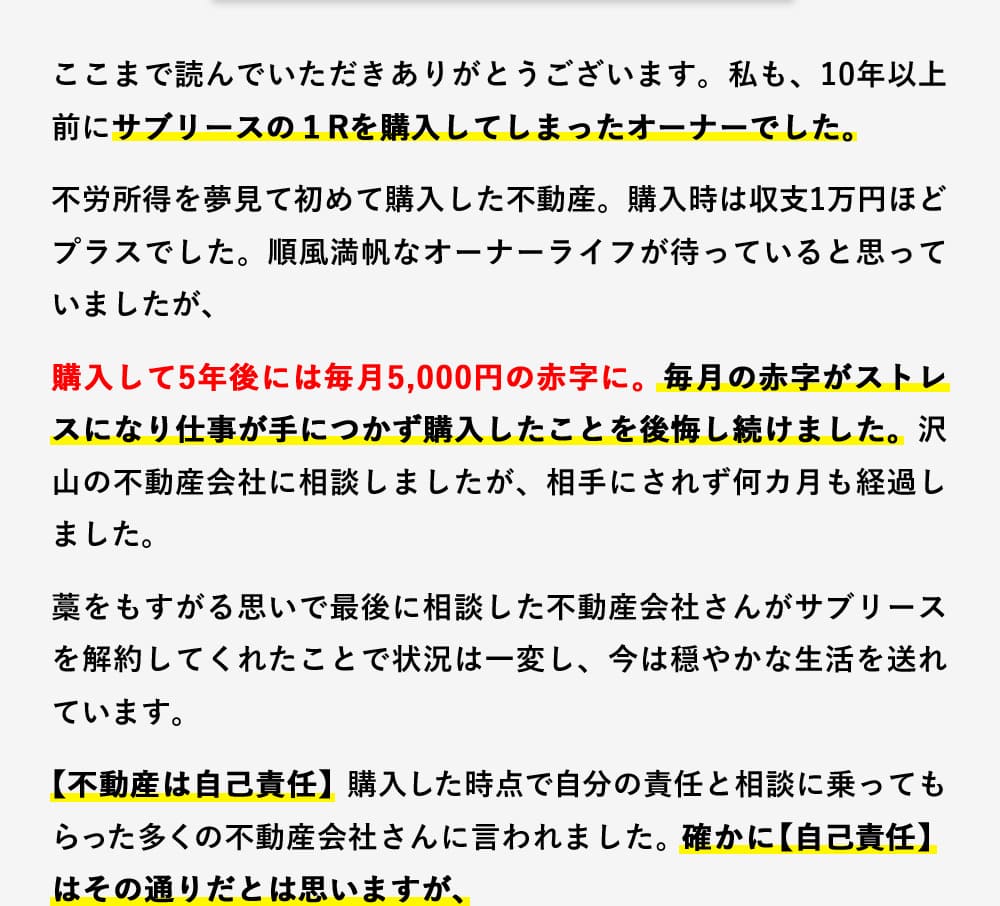 ここまで読んでいただきありがとうございます。私も、10年以上
前にサブリースの１Rを購入してしまったオーナーでした。
不労所得を夢見て初めて購入した不動産。購入時は収支1万円ほど
プラスでした。順風満帆なオーナーライフが待っていると思って
いましたが、
購入して5年後には毎月5,000円の赤字に。毎月の赤字がストレ
スになり仕事が手につかず購入したことを後悔し続けました。沢
山の不動産会社に相談しましたが、相手にされず何カ月も経過し
ました。
藁をもすがる思いで最後に相談した不動産会社さんがサブリース
を解約してくれたことで状況は一変し、今は穏やかな生活を送れ
ています。
【不動産は自己責任】購入した時点で自分の責任と相談に乗っても
らった多くの不動産会社さんに言われました。確かに【自己責任】
はその通りだとは思いますが、